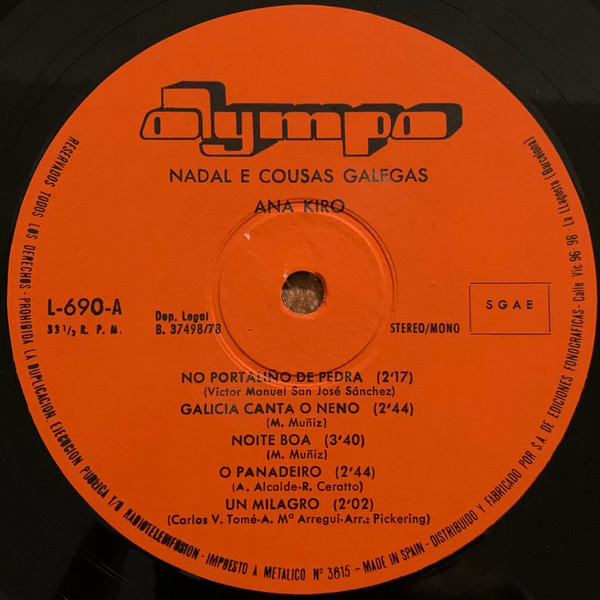 Olympo
NADAL E COUSAS GALEGAS
ANA KIRO
L-690-A
33 1/3 R. P. M.
Dep. Legal
B. 37498/78
STEREO/MONO
SGAE
NO PORTALIÑO DE PEDRA (2'17)
(Victor Manuel San José Sánchez)
GALICIA CANTA O NENO (2'44)
(M. Muñiz)
NOITE BOA (3'40)
(M. Muñiz)
O PANADEIRO (2'44)
(A. Alcalde-R. Ceratto)
UN MILAGRO (2'02)
(Carlos V. Tomé-A. Mª Arregui-Arr.: Pickering)
RESERVADOS TODOS LOS DERECHOS - PROHIBIDA LA DUPLICACION EJECUCION PUBLICA Y/O RADIOTELEDIFUSION - IMPUESTO A METALICO Nº 3815 - MADE IN SPAIN - DISTRIBUIDO Y FABRICADO POR S.A. DE EDICIONES FONOGRAFICAS - Calle Vic 96-98 - La Llagosta (Barcelona)